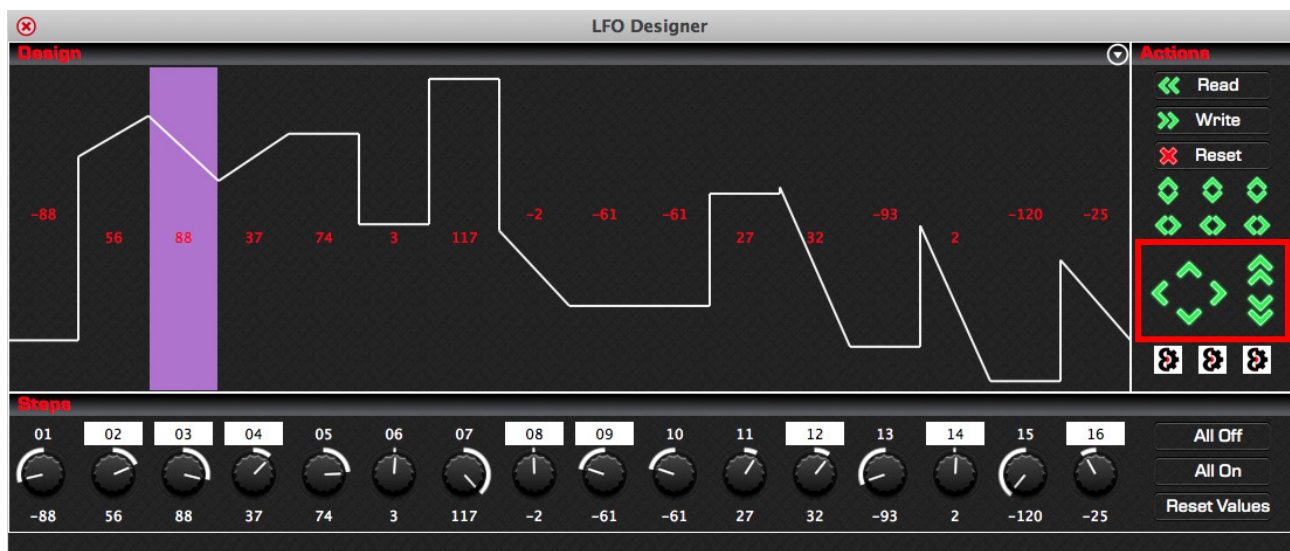 LFO Designer
Design
Actions
Read
Write
Reset
-88 -2 -61 -61 -93 -120 -25
56 88 37 74 3 117 27 32 2
Steps
01 02 03 04 05 06 07 08 09 10 11 12 13 14 15 16
-88 56 88 37 74 3 117 -2 -61 -61 27 32 -93 2 -120 -25
All Off
All On
Reset Values